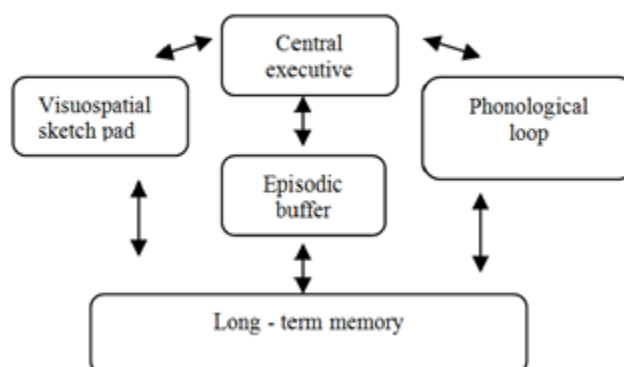 Central
executive
Visuospatial
sketch pad
Phonological
loop
Episodic
buffer
Long - term memory